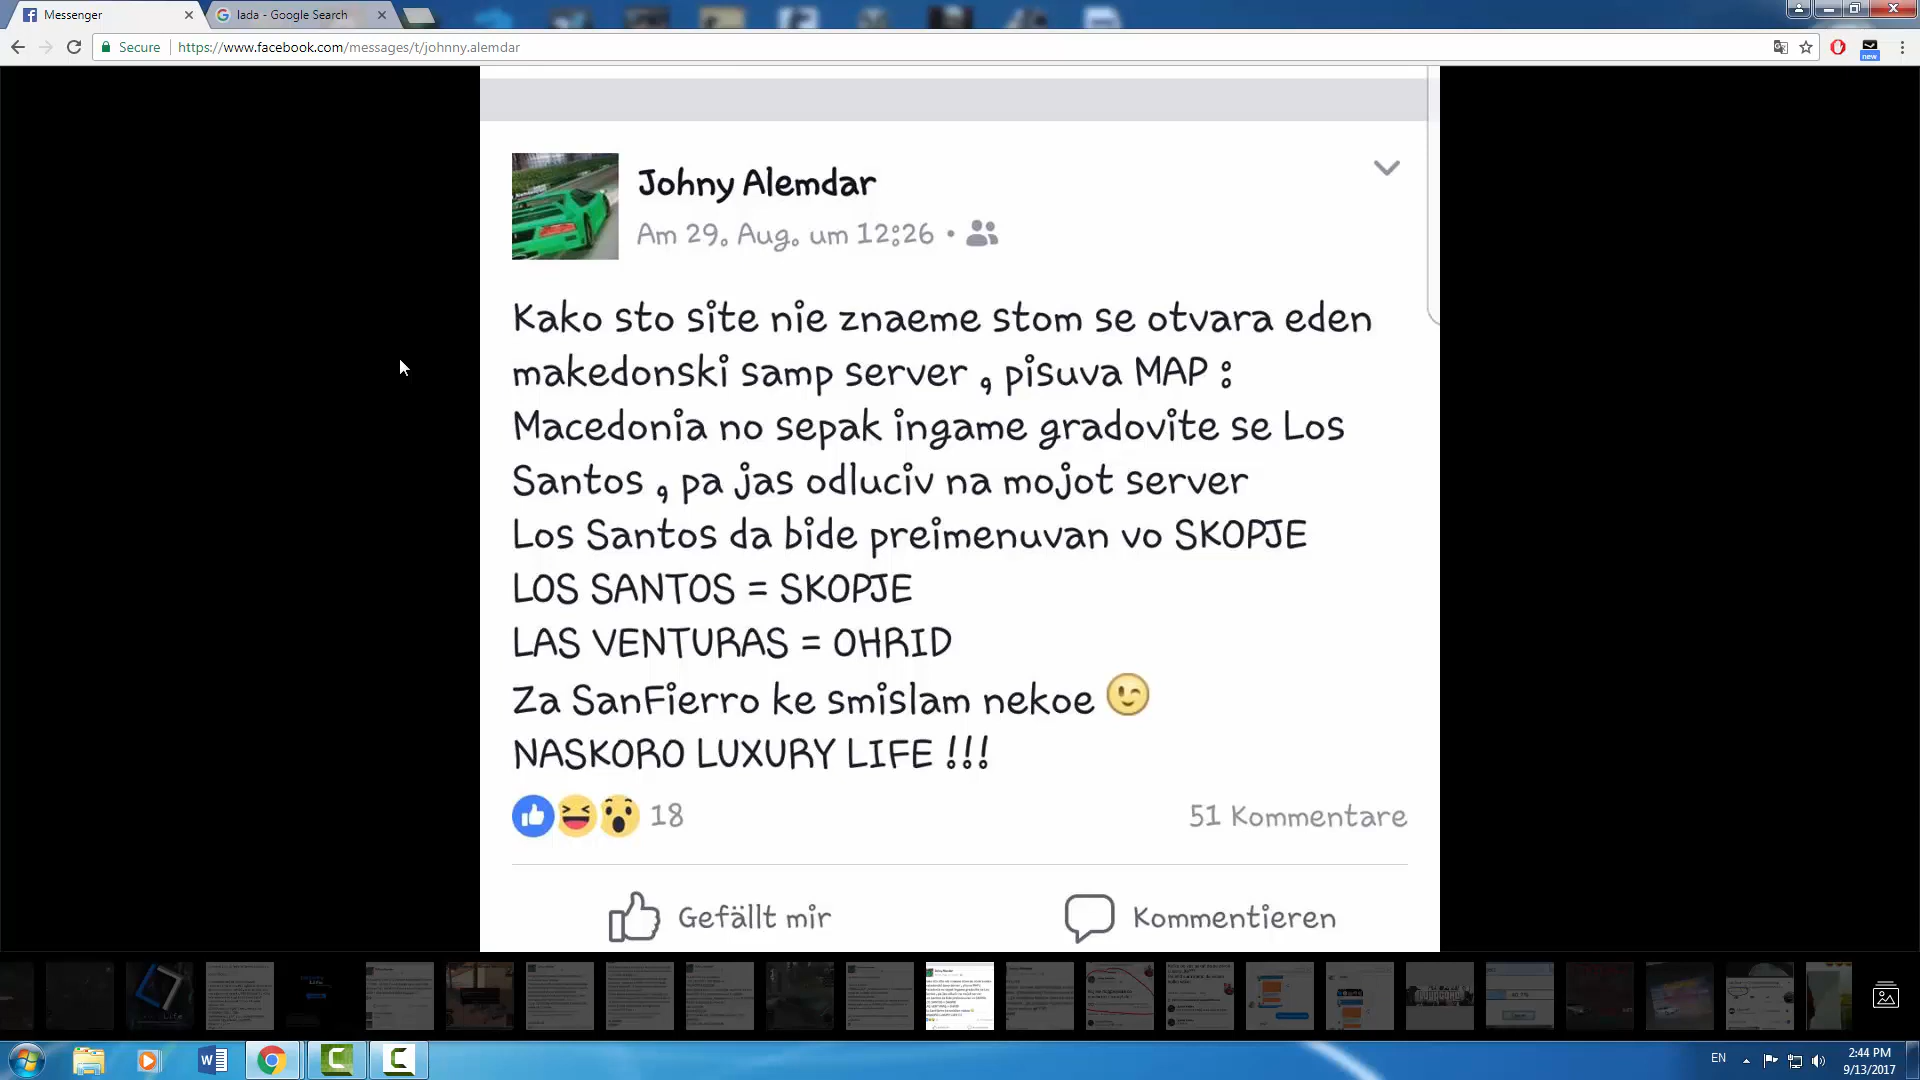 Messenger
lada - Google Search
Secure
https://www.facebook.com/messages/t/johnny.alemdar
new
Johny Alemdar
Am 29. Aug. um 12:26 •
Kako sto site nie znaeme stom se otvara eden
makedonski samp server , pisuva MAP :
Macedonia no sepak ingame gradovite se Los
Santos , pa jas odluciv na mojot server
Los Santos da bide preimenuvan vo SKOPJE
LOS SANTOS = SKOPJE
LAS VENTURAS = OHRID
Za SanFierro ke smislam nekoe
NASKORO LUXURY LIFE !!!
18
51 Kommentare
Gefällt mir
Kommentieren
EN
2:44 PM
9/13/2017